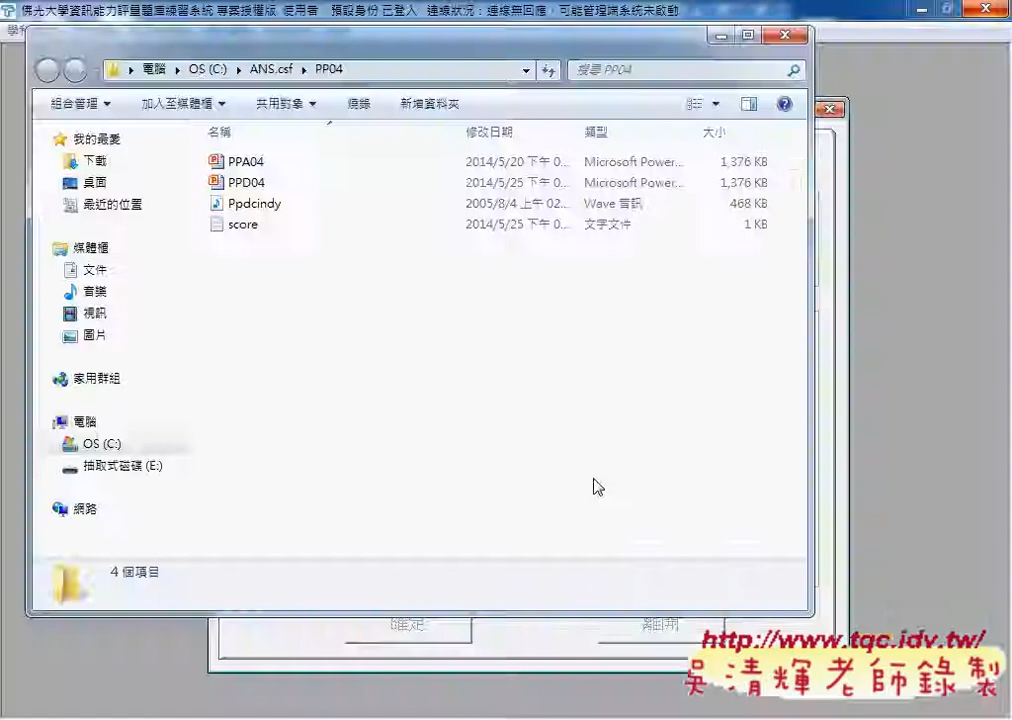 佛光大學資訊能力評量題庫練習系統 專案授權版 使用者 預設身份 已登入 連線狀況：連線無回應，可能管理端系統未啟動
電腦 OS (C:) ANS.csf PP04
搜尋 PP04
組合管理 加入至媒體櫃 共用對象 燒錄 新增資料夾
名稱 修改日期 類型 大小
PPA04 2014/5/20 下午 0... Microsoft Power... 1,376 KB
PPD04 2014/5/25 下午 0... Microsoft Power... 1,376 KB
Ppdcindy 2005/8/4 上午 02... Wave 音訊 468 KB
score 2014/5/25 下午 0... 文字文件 1 KB
我的最愛
下載
桌面
最近的位置
媒體櫃
文件
音樂
視訊
圖片
家用群組
電腦
OS (C:)
抽取式磁碟 (E:)
網路
4 個項目
確定
http://www.tqc.idv.tw/
吳清輝老師錄製